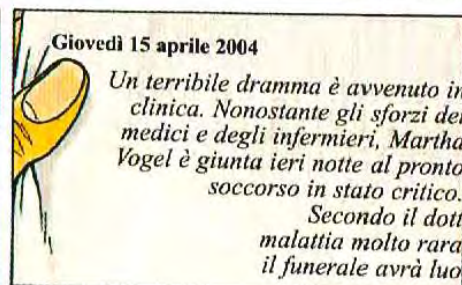 Giovedì 15 aprile 2004
Un terribile dramma è avvenuto in
clinica. Nonostante gli sforzi dei
medici e degli infermieri, Martha
Vogel è giunta ieri notte al pronto
soccorso in stato critico.
Secondo il dott
malattia molto rara
il funerale avrà luo